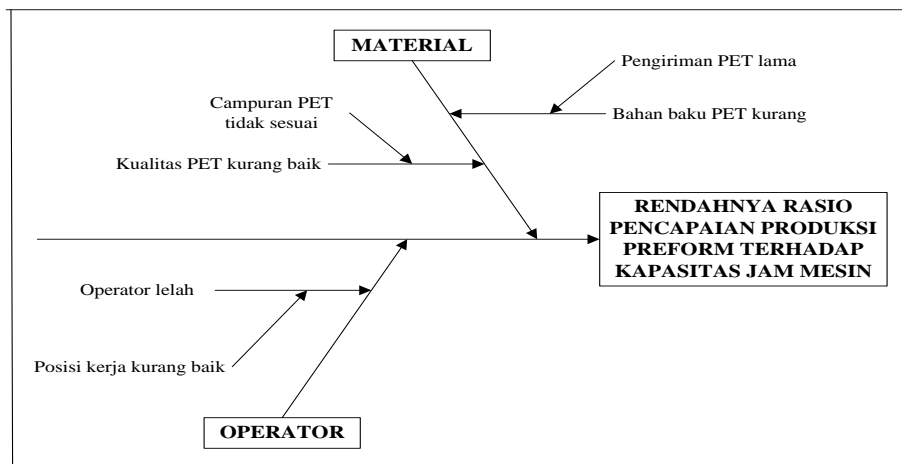 MATERIAL
Pengiriman PET lama
Campuran PET
tidak sesuai
Bahan baku PET kurang
Kualitas PET kurang baik
RENDAHNYA RASIO
PENCAPAIAN PRODUKSI
PREFORM TERHADAP
KAPASITAS JAM MESIN
Operator lelah
Posisi kerja kurang baik
OPERATOR